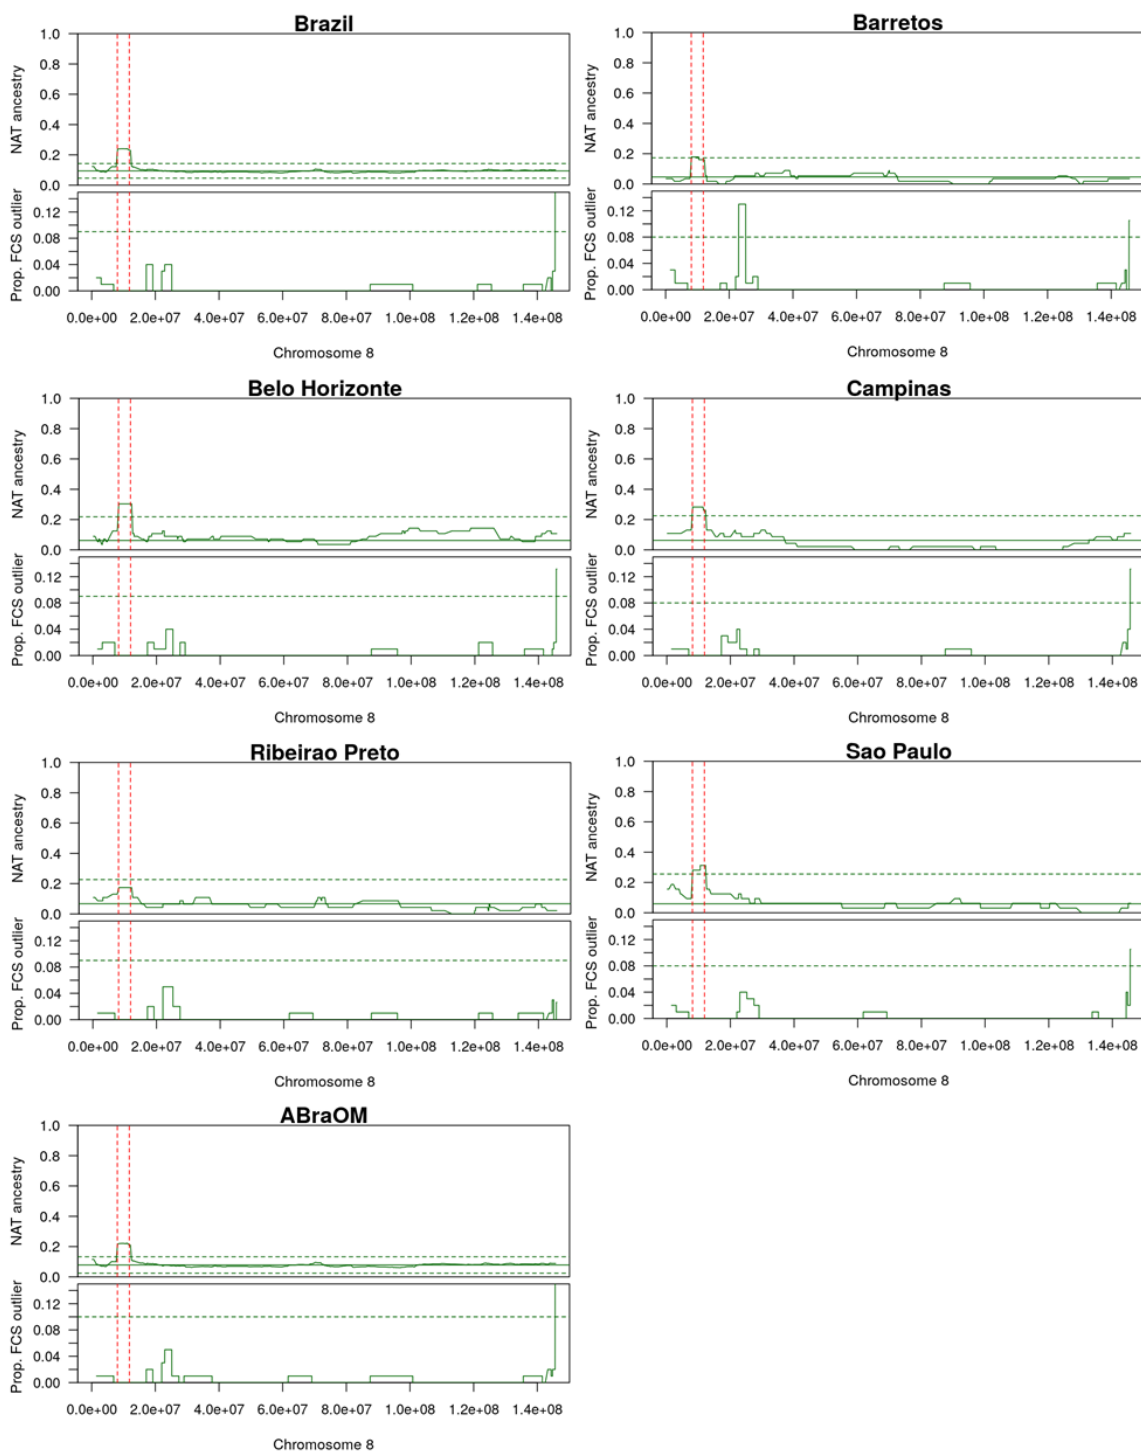 Brazil
NAT ancestry
1.0
0.8
0.6
0.4
0.2
0.0
Prop. FCS outlier
0.12
0.08
0.04
0.00
0.0e+00 2.0e+07 4.0e+07 6.0e+07 8.0e+07 1.0e+08 1.2e+08 1.4e+08
Chromosome 8
Barretos
NAT ancestry
1.0
0.8
0.6
0.4
0.2
0.0
Prop. FCS outlier
0.12
0.08
0.04
0.00
0.0e+00 2.0e+07 4.0e+07 6.0e+07 8.0e+07 1.0e+08 1.2e+08 1.4e+08
Chromosome 8
Belo Horizonte
NAT ancestry
1.0
0.8
0.6
0.4
0.2
0.0
Prop. FCS outlier
0.12
0.08
0.04
0.00
0.0e+00 2.0e+07 4.0e+07 6.0e+07 8.0e+07 1.0e+08 1.2e+08 1.4e+08
Chromosome 8
Campinas
NAT ancestry
1.0
0.8
0.6
0.4
0.2
0.0
Prop. FCS outlier
0.12
0.08
0.04
0.00
0.0e+00 2.0e+07 4.0e+07 6.0e+07 8.0e+07 1.0e+08 1.2e+08 1.4e+08
Chromosome 8
Ribeirao Preto
NAT ancestry
1.0
0.8
0.6
0.4
0.2
0.0
Prop. FCS outlier
0.12
0.08
0.04
0.00
0.0e+00 2.0e+07 4.0e+07 6.0e+07 8.0e+07 1.0e+08 1.2e+08 1.4e+08
Chromosome 8
Sao Paulo
NAT ancestry
1.0
0.8
0.6
0.4
0.2
0.0
Prop. FCS outlier
0.12
0.08
0.04
0.00
0.0e+00 2.0e+07 4.0e+07 6.0e+07 8.0e+07 1.0e+08 1.2e+08 1.4e+08
Chromosome 8
ABraOM
NAT ancestry
1.0
0.8
0.6
0.4
0.2
0.0
Prop. FCS outlier
0.12
0.08
0.04
0.00
0.0e+00 2.0e+07 4.0e+07 6.0e+07 8.0e+07 1.0e+08 1.2e+08 1.4e+08
Chromosome 8